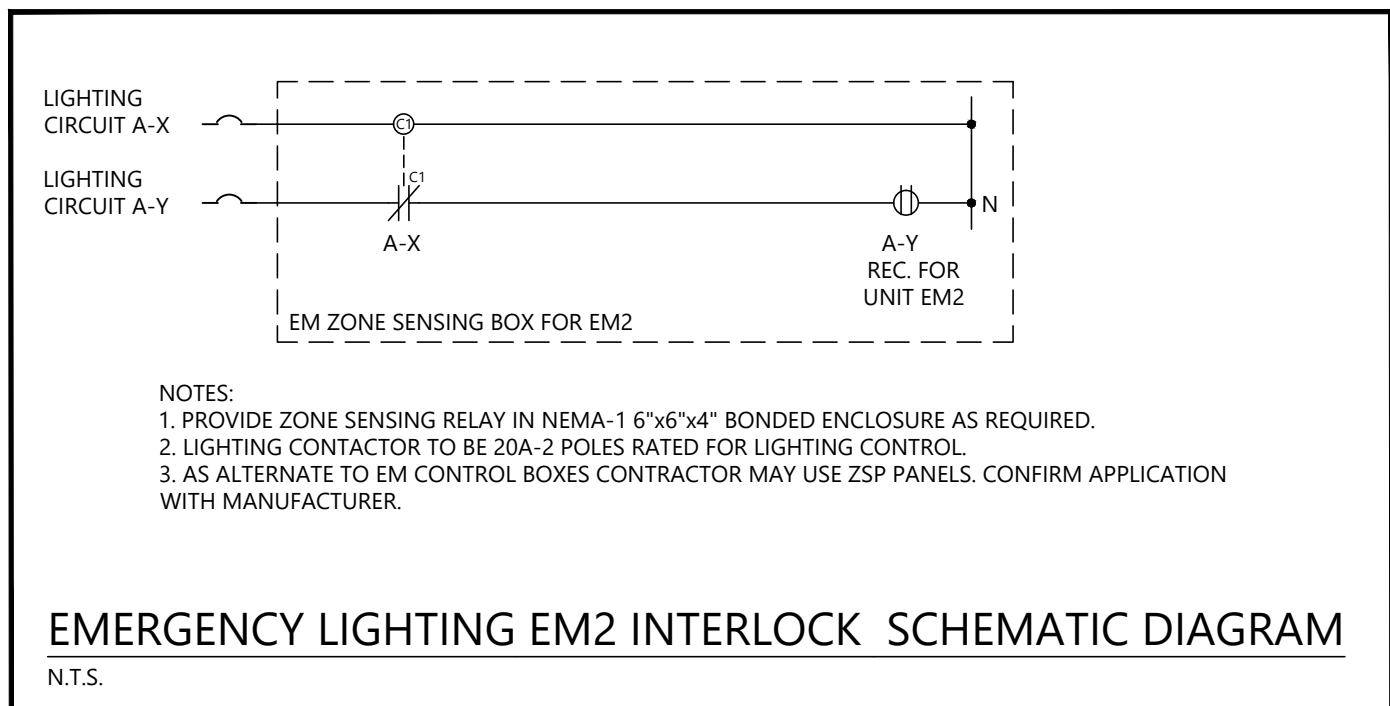 LIGHTING
CIRCUIT A-X
C1
LIGHTING
CIRCUIT A-Y
C1
N
A-X
A-Y
REC. FOR
UNIT EM2
EM ZONE SENSING BOX FOR EM2
NOTES:
1. PROVIDE ZONE SENSING RELAY IN NEMA-1 6"x6"x4" BONDED ENCLOSURE AS REQUIRED.
2. LIGHTING CONTACTOR TO BE 20A-2 POLES RATED FOR LIGHTING CONTROL.
3. AS ALTERNATE TO EM CONTROL BOXES CONTRACTOR MAY USE ZSP PANELS. CONFIRM APPLICATION
WITH MANUFACTURER.
EMERGENCY LIGHTING EM2 INTERLOCK SCHEMATIC DIAGRAM
N.T.S.